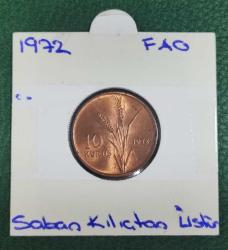 1972 FAO
10 1972
KURUŞ
Saban Kılıçtan Üstün